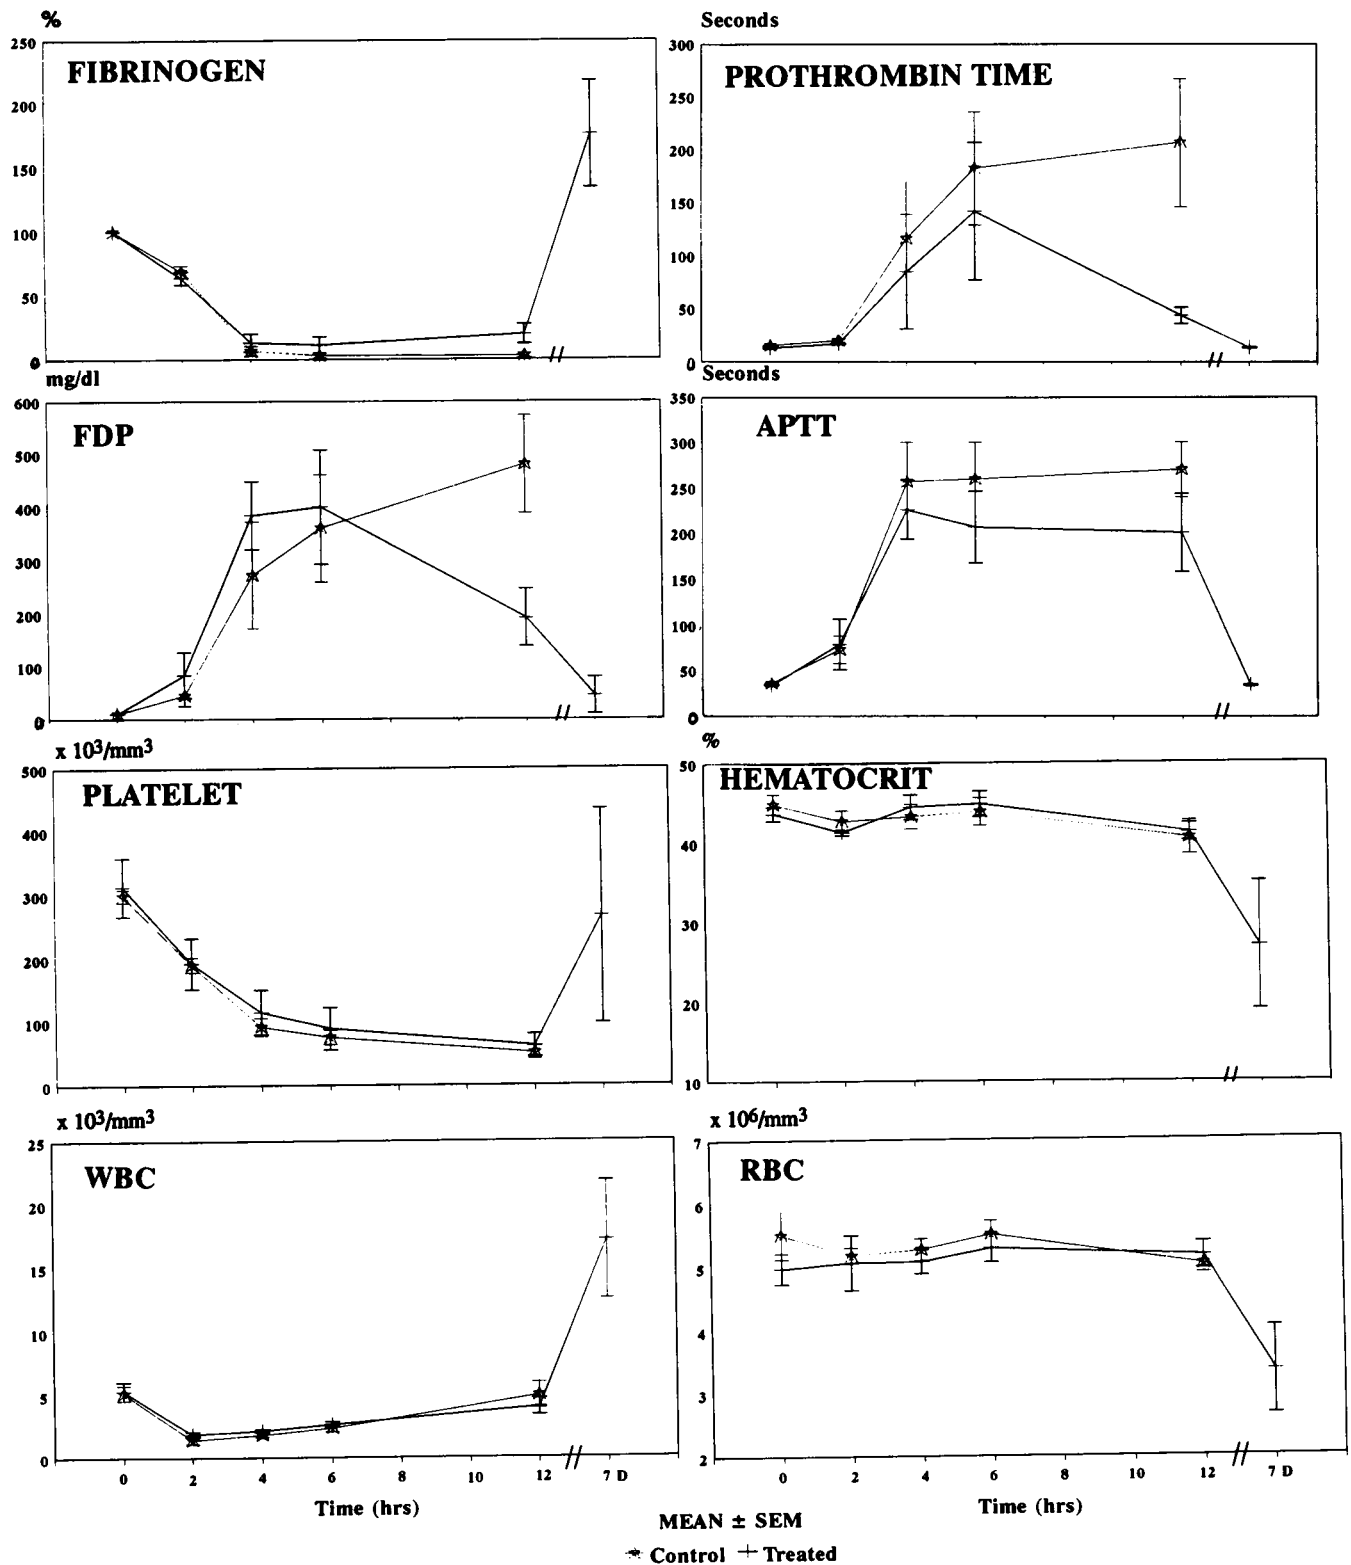 %
250
FIBRINOGEN
200
150
100
50
0
Seconds
300
PROTHROMBIN TIME
250
200
150
100
50
0
mg/dl
600
FDP
500
400
300
200
100
0
Seconds
350
APTT
300
250
200
150
100
50
0
x 10³/mm³
500
PLATELET
400
300
200
100
0
%
50
HEMATOCRIT
40
30
20
10
x 10³/mm³
25
WBC
20
15
10
5
0
0 2 4 6 8 10 12 7 D
Time (hrs)
x 10⁶/mm³
7
RBC
6
5
4
3
2
0 2 4 6 8 10 12 7 D
Time (hrs)
MEAN ± SEM
Control Treated